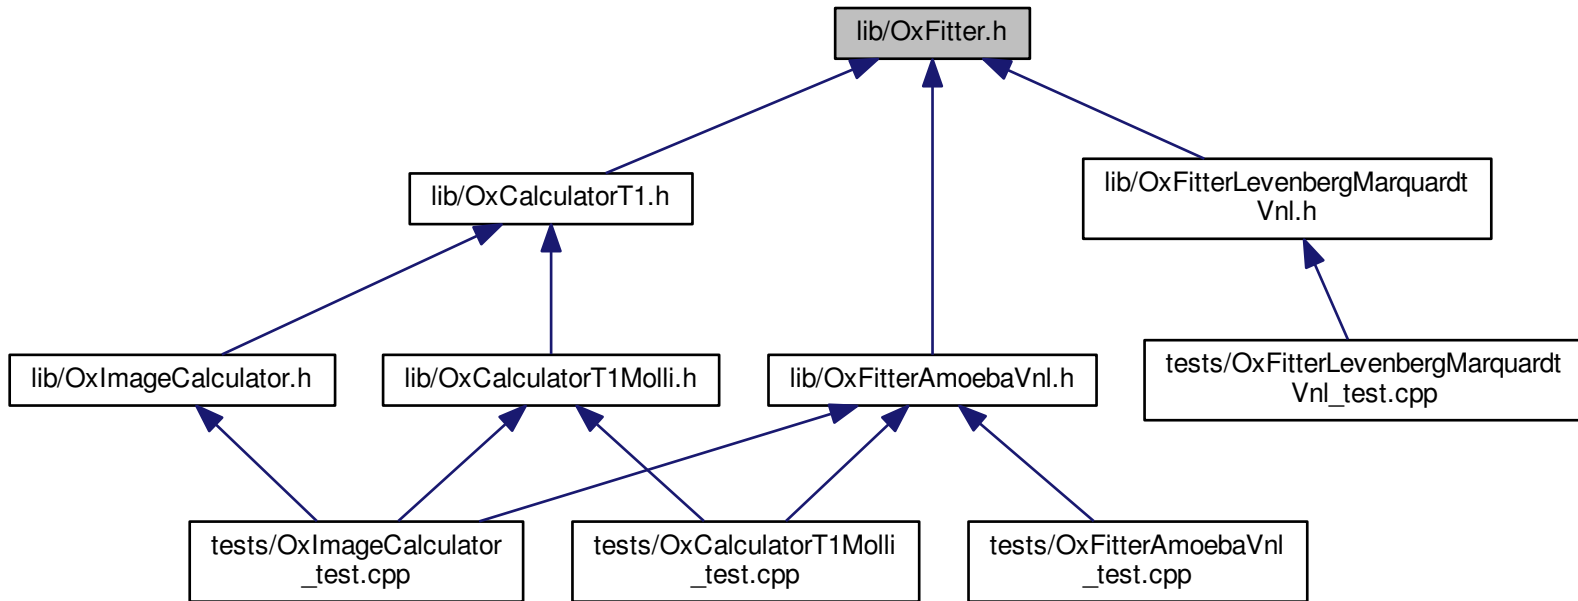 lib/OxFitter.h
lib/OxCalculatorT1.h
lib/OxFitterLevenbergMarquardt
Vnl.h
lib/OxImageCalculator.h
lib/OxCalculatorT1Molli.h
lib/OxFitterAmoebaVnl.h
tests/OxFitterLevenbergMarquardt
Vnl_test.cpp
tests/OxImageCalculator
_test.cpp
tests/OxCalculatorT1Molli
_test.cpp
tests/OxFitterAmoebaVnl
_test.cpp